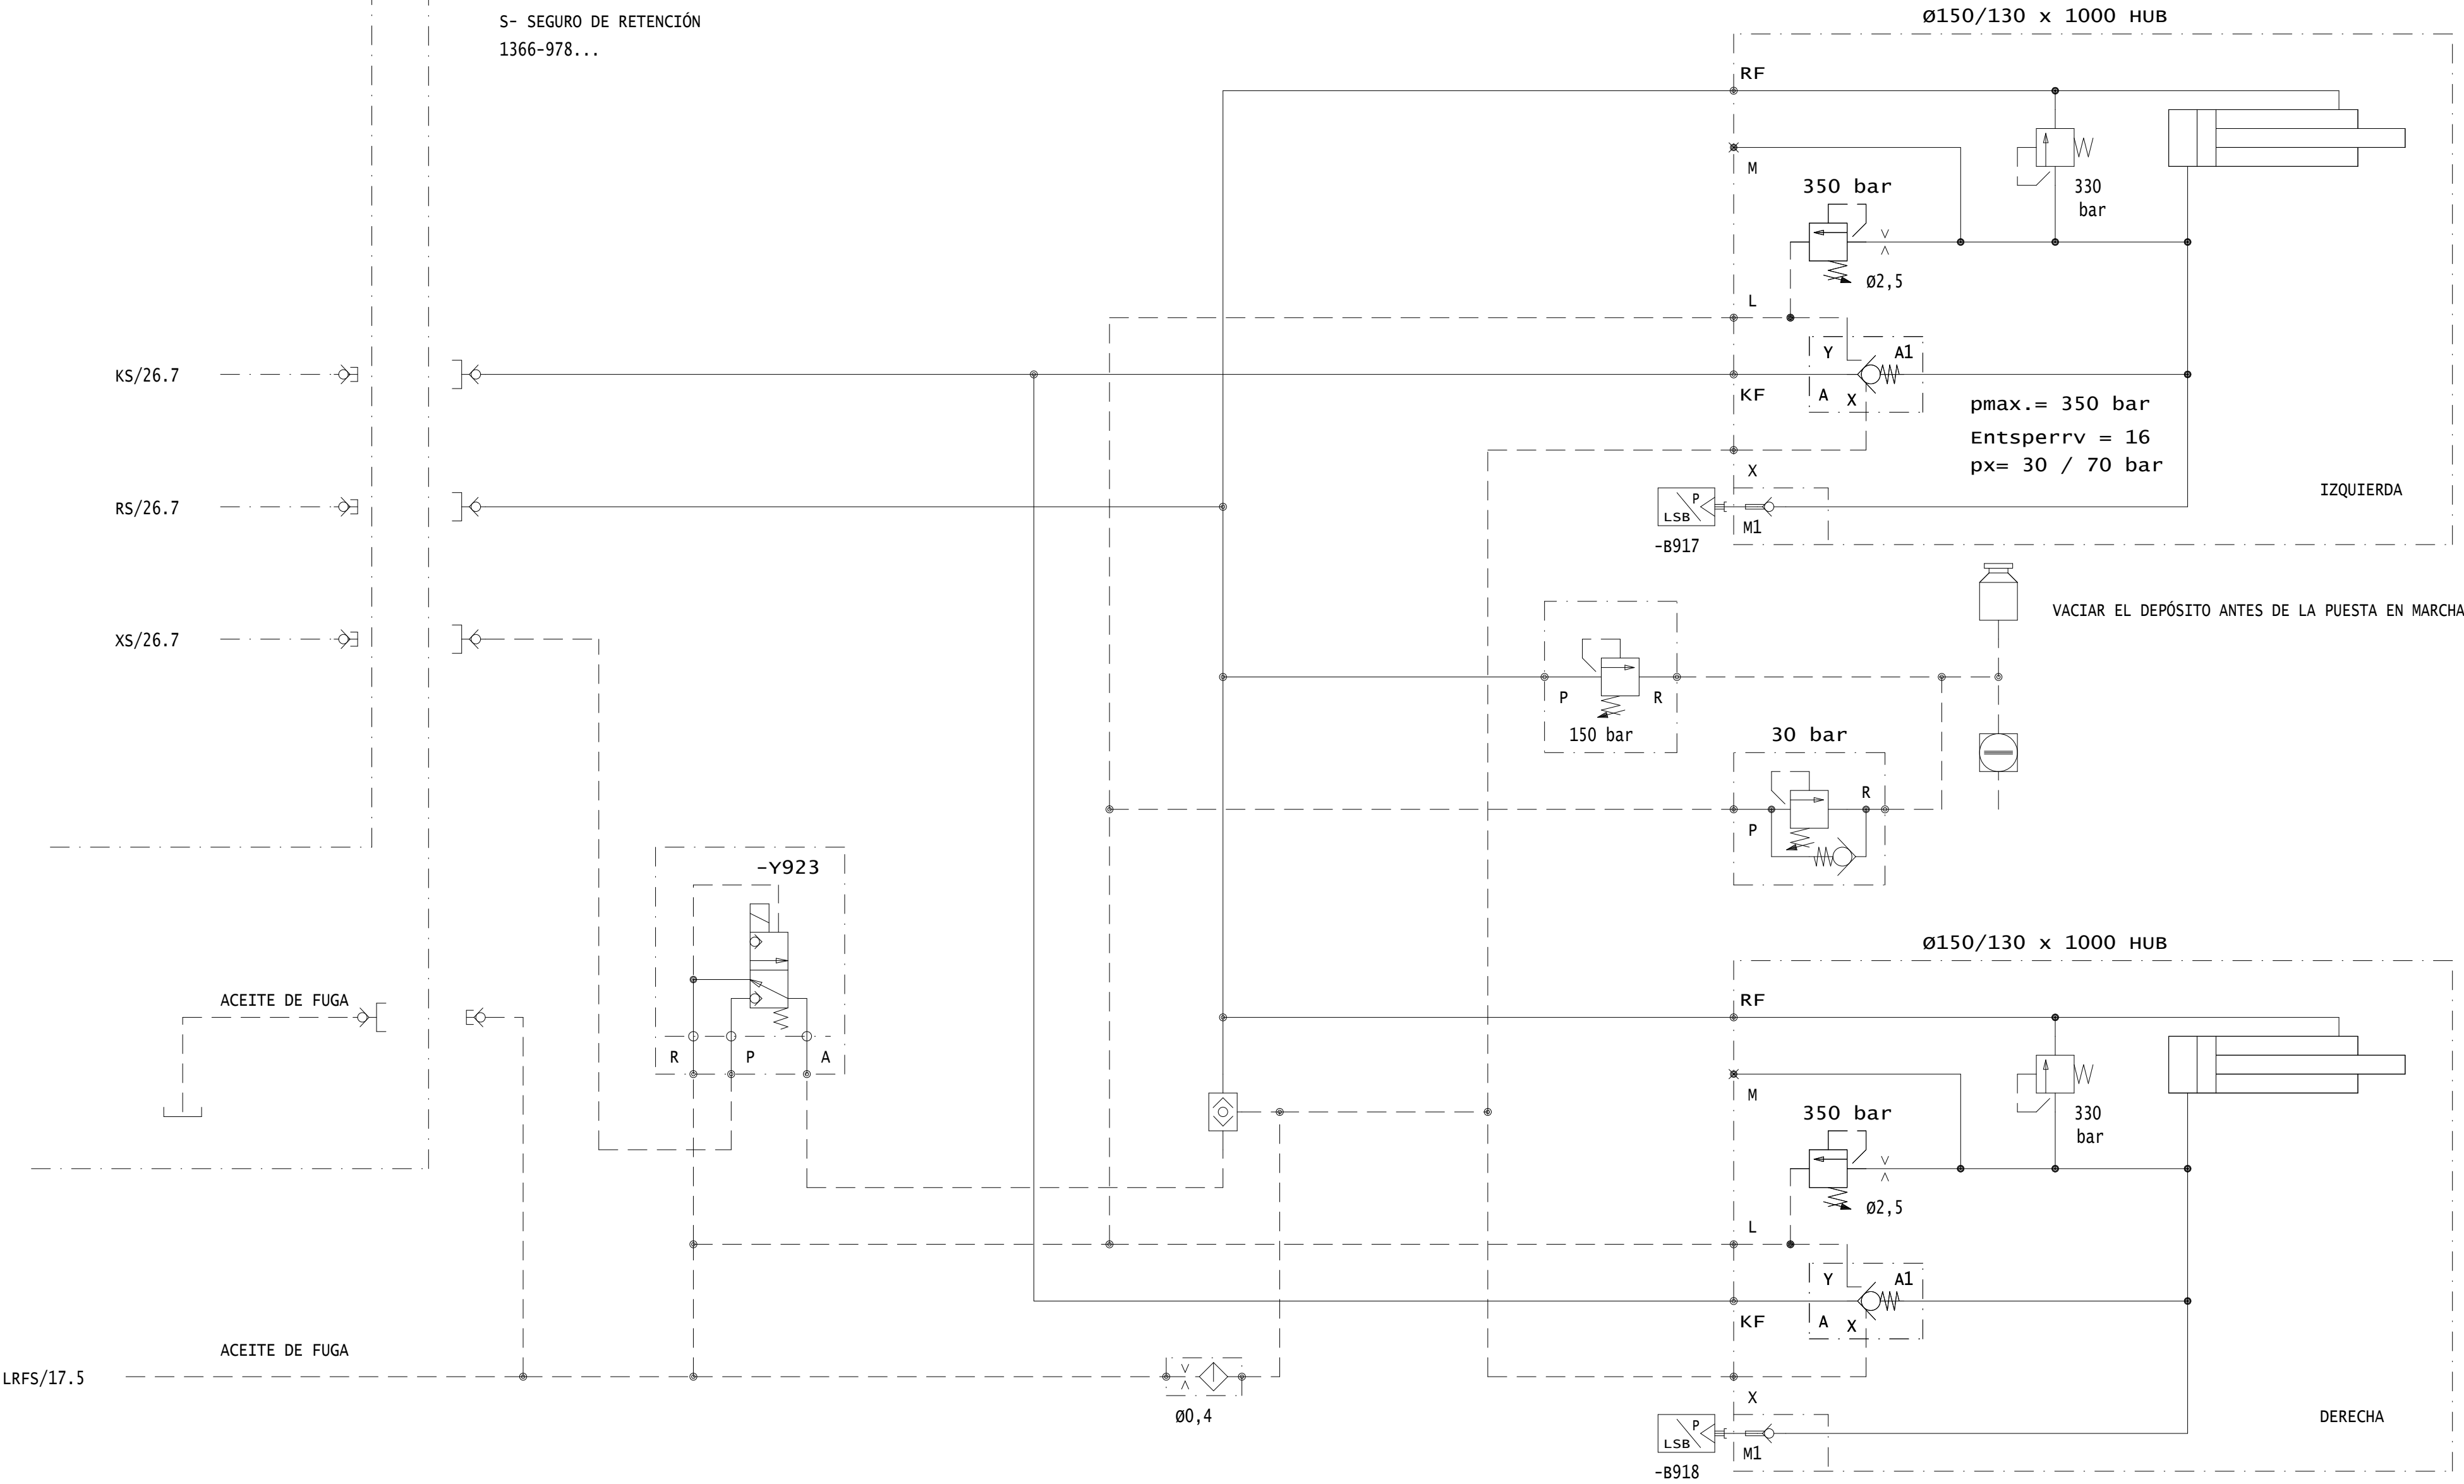 S- SEGURO DE RETENCIÓN
1366-978...
Ø150/130 x 1000 HUB
RF
M
350 bar
330
bar
Ø2,5
L
Y
A1
KS/26.7
KF
A
X
pmax.= 350 bar
Entsperrv = 16
px= 30 / 70 bar
X
IZQUIERDA
RS/26.7
P
LSB
M1
-B917
VACIAR EL DEPÓSITO ANTES DE LA PUESTA EN MARCHA
XS/26.7
P
R
150 bar
30 bar
R
P
-Y923
R
P
A
Ø150/130 x 1000 HUB
ACEITE DE FUGA
RF
M
350 bar
330
bar
Ø2,5
L
Y
A1
KF
A
X
ACEITE DE FUGA
LRFS/17.5
Ø0,4
X
DERECHA
P
LSB
M1
-B918